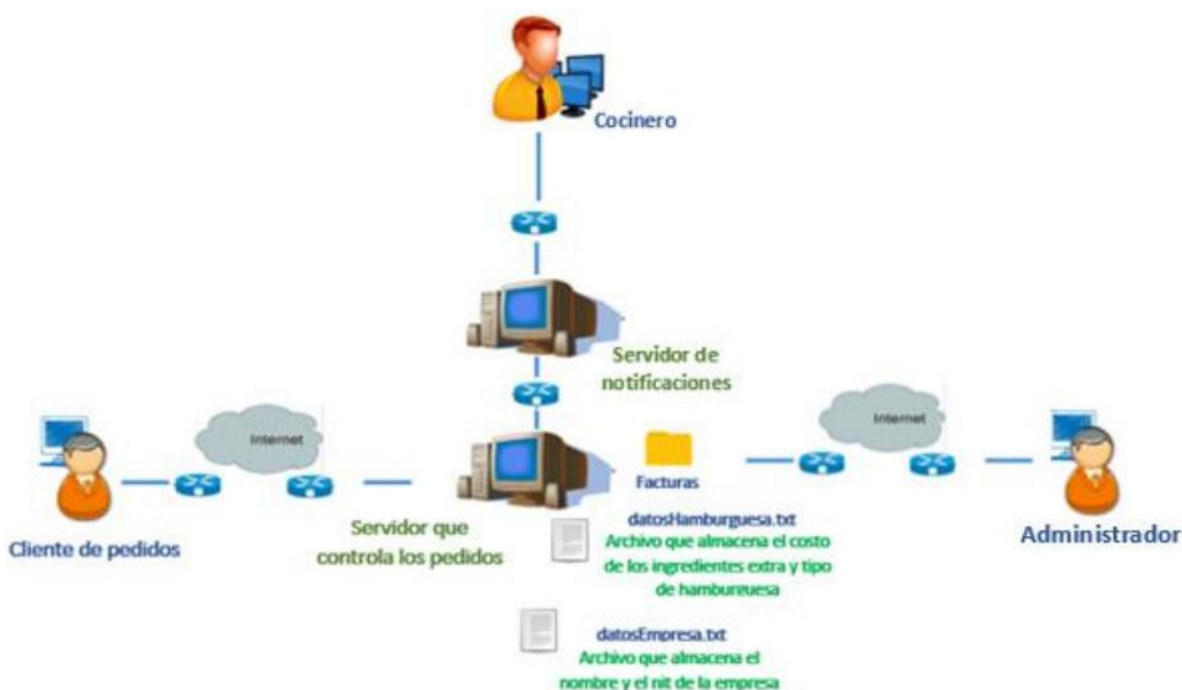 Cocinero
Servidor de
notificaciones
Internet
Internet
Facturas
Cliente de pedidos
Servidor que
controla los pedidos
datosHamburguesa.txt
Archivo que almacena el costo
de los ingredientes extra y tipo
de hamburguesa
Administrador
datosEmpresa.txt
Archivo que almacena el
nombre y el nit de la empresa